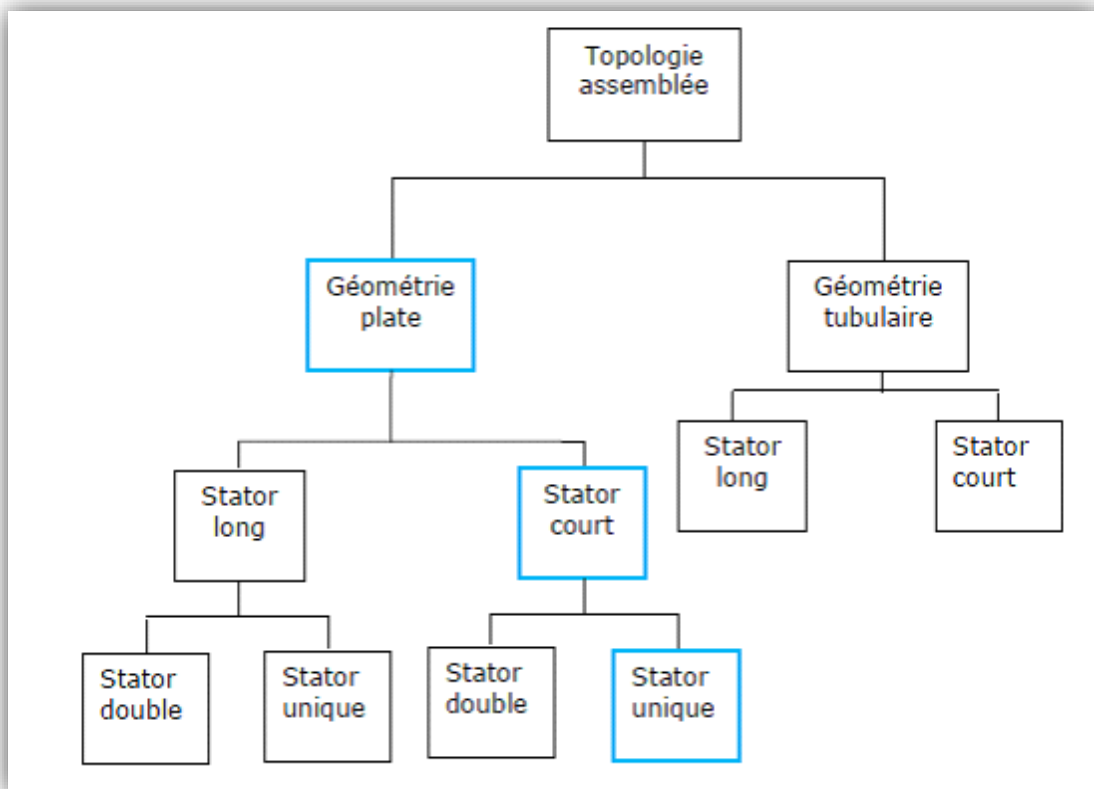 Topologie
assemblée
Géométrie
plate
Géométrie
tubulaire
Stator
long
Stator
court
Stator
long
Stator
court
Stator
double
Stator
unique
Stator
double
Stator
unique